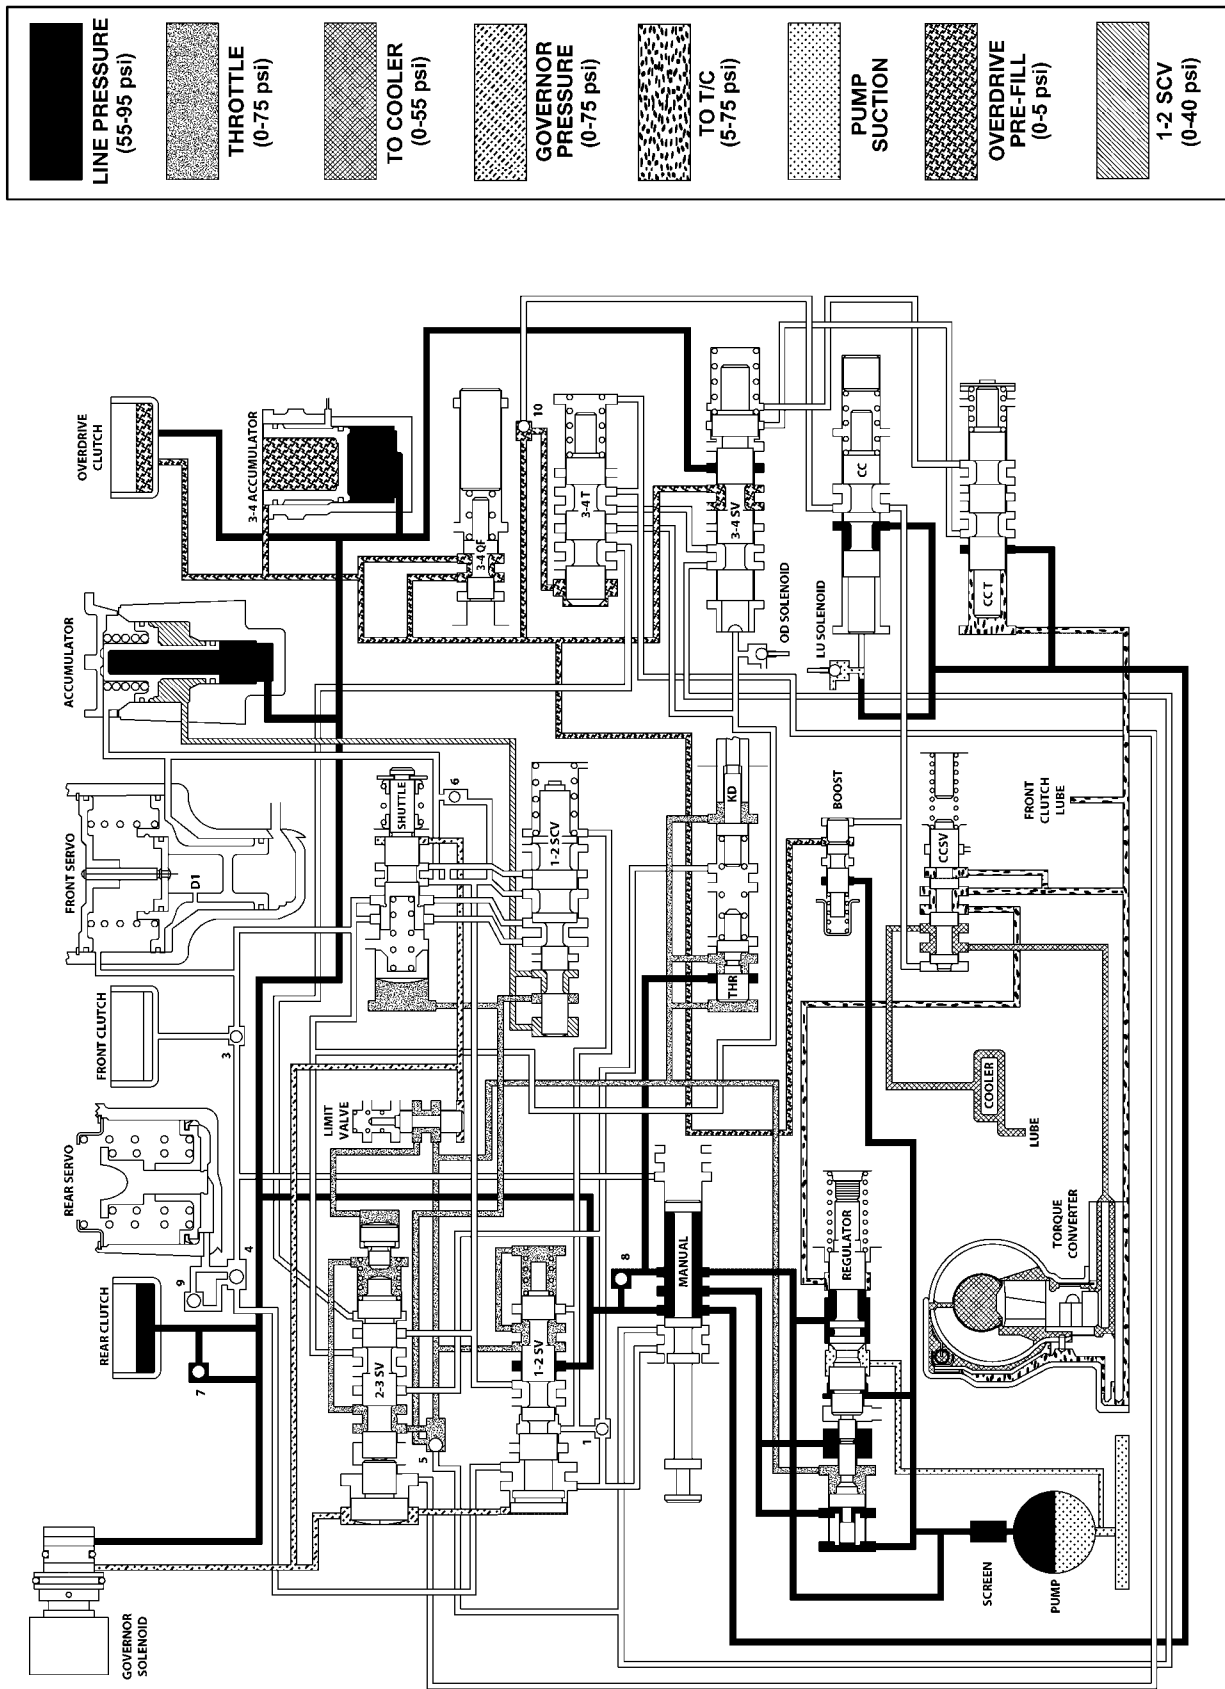 LINE PRESSURE
(55-95 psi)
THROTTLE
(0-75 psi)
TO COOLER
(0-55 psi)
GOVERNOR
PRESSURE
(0-75 psi)
TO T/C
(5-75 psi)
PUMP
SUCTION
OVERDRIVE
PRE-FILL
(0-5 psi)
1-2 SCV
(0-40 psi)
GOVERNOR
SOLENOID
REAR CLUTCH
7
9
4
REAR SERVO
FRONT CLUTCH
3
FRONT SERVO
D1
ACCUMULATOR
OVERDRIVE
CLUTCH
3-4 ACCUMULATOR
2-3 SV
5
LIMIT
VALVE
SHUTTLE
6
3-4 QF
10
1-2 SV
1
1-2 SCV
3-4 T
8
MANUAL
THR
KD
3-4 SV
OD SOLENOID
LU SOLENOID
REGULATOR
BOOST
CC
CCSV
CC T
FRONT
CLUTCH
LUBE
COOLER
LUBE
TORQUE
CONVERTER
SCREEN
PUMP